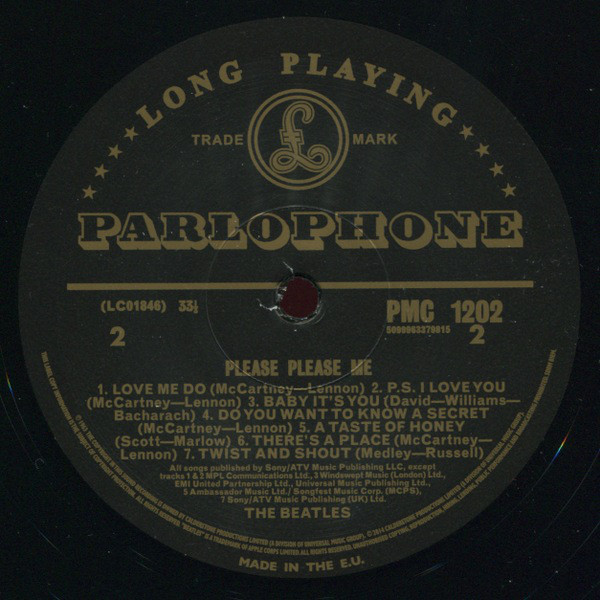 LONG PLAYING
TRADE MARK
£
PARLOPHONE
(LC01846) 33⅓
PMC 1202
5099963379815
2
2
PLEASE PLEASE ME
1. LOVE ME DO (McCartney—Lennon) 2. P.S. I LOVE YOU
(McCartney—Lennon) 3. BABY IT'S YOU (David—Williams—
Bacharach) 4. DO YOU WANT TO KNOW A SECRET
(McCartney—Lennon) 5. A TASTE OF HONEY
(Scott—Marlow) 6. THERE'S A PLACE (McCartney—
Lennon) 7. TWIST AND SHOUT (Medley—Russell)
All songs published by Sony/ATV Music Publishing LLC, except
tracks 1 & 2 MPL Communications Ltd., 3 Windswept Music (London) Ltd.,
EMI United Partnership Ltd., Universal Music Publishing Ltd.,
5 Ambassador Music Ltd./ Songfest Music Corp. (MCPS),
7 Sony/ATV Music Publishing (UK) Ltd.
THE BEATLES
MADE IN THE E.U.